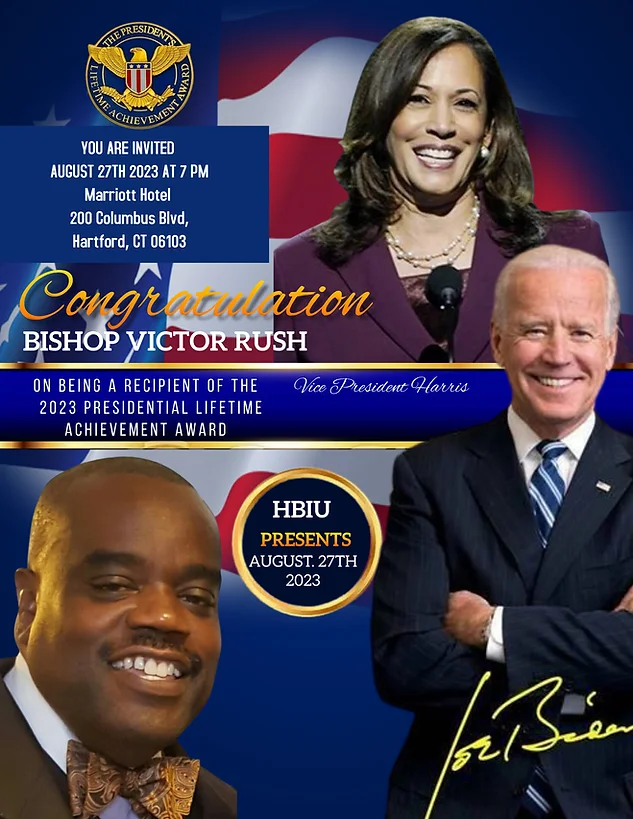 THE PRESIDENT'S
LIFETIME ACHIEVEMENT AWARD
YOU ARE INVITED
AUGUST 27TH 2023 AT 7 PM
Marriott Hotel
200 Columbus Blvd,
Hartford, CT 06103
Congratulation
BISHOP VICTOR RUSH
ON BEING A RECIPIENT OF THE
2023 PRESIDENTIAL LIFETIME
ACHIEVEMENT AWARD
Vice President Harris
HBIU
PRESENTS
AUGUST. 27TH
2023
Joe Biden